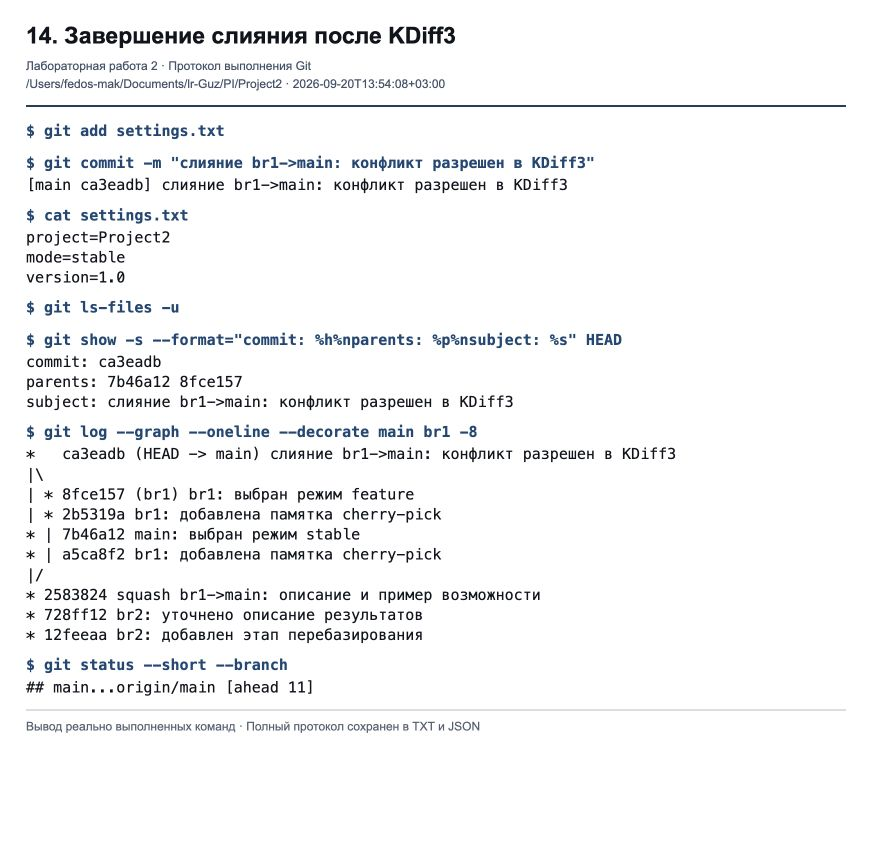 14. Завершение слияния после KDiff3
Лабораторная работа 2 · Протокол выполнения Git
/Users/fedos-mak/Documents/lr-Guz/PI/Project2 · 2026-09-20T13:54:08+03:00
$ git add settings.txt
$ git commit -m "слияние br1->main: конфликт разрешен в KDiff3"
[main ca3eadb] слияние br1->main: конфликт разрешен в KDiff3
$ cat settings.txt
project=Project2
mode=stable
version=1.0
$ git ls-files -u
$ git show -s --format="commit: %h%nparents: %p%nsubject: %s" HEAD
commit: ca3eadb
parents: 7b46a12 8fce157
subject: слияние br1->main: конфликт разрешен в KDiff3
$ git log --graph --oneline --decorate main br1 -8
*   ca3eadb (HEAD -> main) слияние br1->main: конфликт разрешен в KDiff3
|\
| * 8fce157 (br1) br1: выбран режим feature
| * 2b5319a br1: добавлена памятка cherry-pick
* | 7b46a12 main: выбран режим stable
* | a5ca8f2 br1: добавлена памятка cherry-pick
|/
* 2583824 squash br1->main: описание и пример возможности
* 728ff12 br2: уточнено описание результатов
* 12feeaa br2: добавлен этап перебазирования
$ git status --short --branch
## main...origin/main [ahead 11]
Вывод реально выполненных команд · Полный протокол сохранен в TXT и JSON